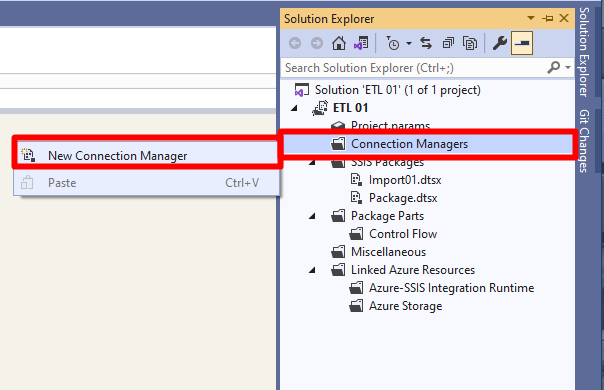 Solution Explorer
Search Solution Explorer (Ctrl+;)
Solution 'ETL 01' (1 of 1 project)
ETL 01
Project.params
Connection Managers
SSIS Packages
Import01.dtsx
Package.dtsx
Package Parts
Control Flow
Miscellaneous
Linked Azure Resources
Azure-SSIS Integration Runtime
Azure Storage
New Connection Manager
Paste Ctrl+V
Solution Explorer
Git Changes